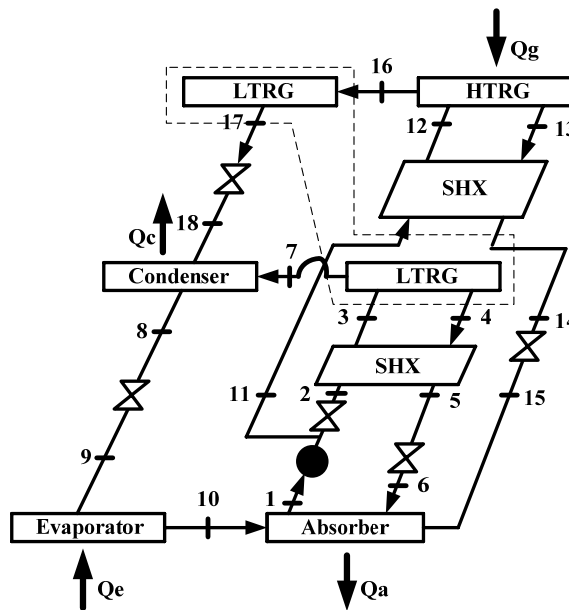 Qg
16
LTRG
HTRG
17
12
13
SHX
18
Qc
7
Condenser
LTRG
8
3
4
14
SHX
11
2
5
15
9
10
1
6
Evaporator
Absorber
Qe
Qa